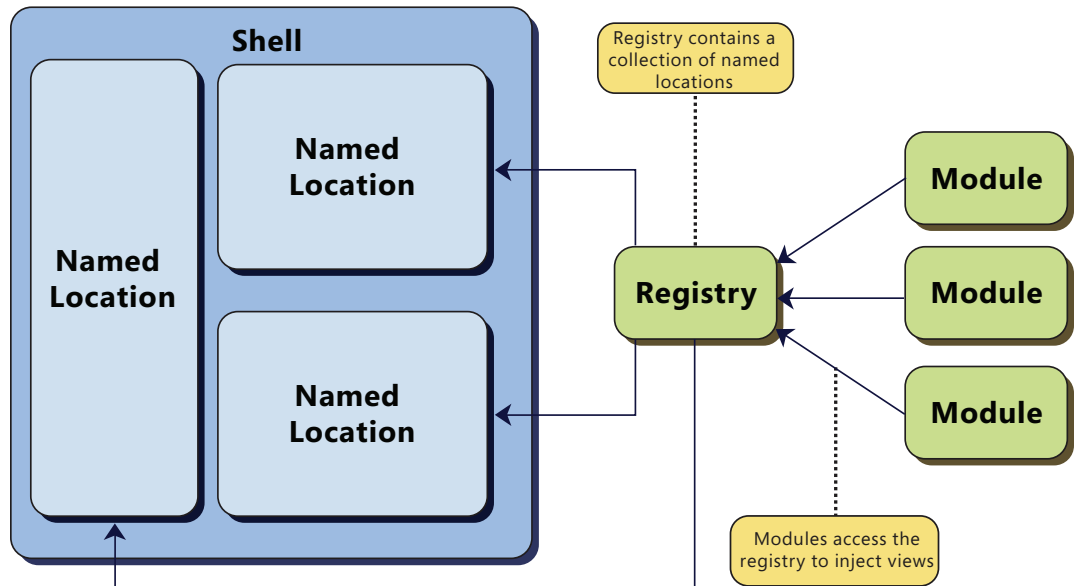 Shell
Named
Location
Named
Location
Named
Location
Registry contains a
collection of named
locations
Registry
Module
Module
Module
Modules access the
registry to inject views